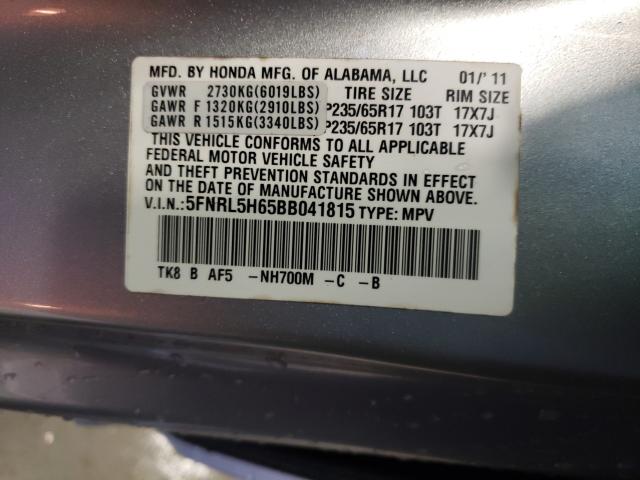 MFD. BY HONDA MFG. OF ALABAMA, LLC 01/'11
GVWR 2730KG(6019LBS) TIRE SIZE RIM SIZE
GAWR F 1320KG(2910LBS) P235/65R17 103T 17X7J
GAWR R 1515KG(3340LBS) P235/65R17 103T 17X7J
THIS VEHICLE CONFORMS TO ALL APPLICABLE
FEDERAL MOTOR VEHICLE SAFETY
AND THEFT PREVENTION STANDARDS IN EFFECT
ON THE DATE OF MANUFACTURE SHOWN ABOVE.
V.I.N.:5FNRL5H65BB041815 TYPE: MPV
TK8 B AF5 -NH700M -C -B